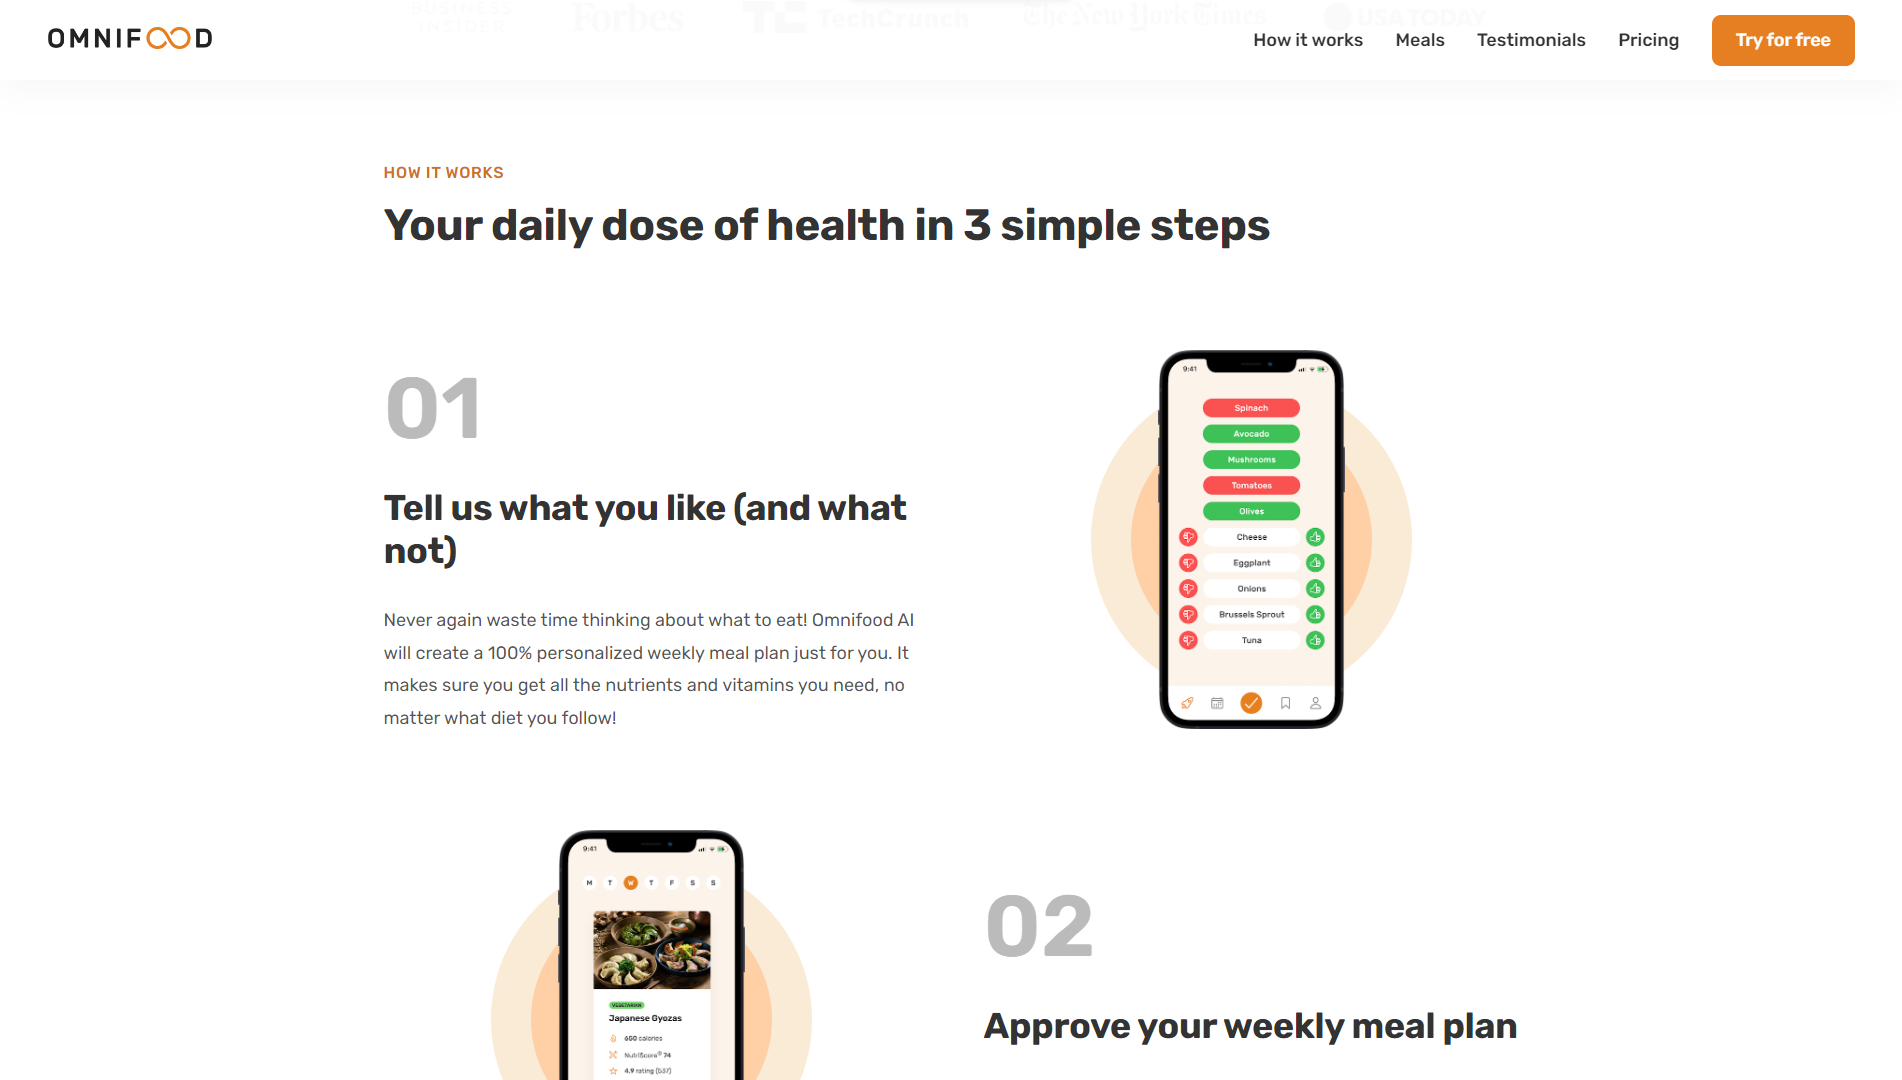 BUSINESS
INSIDER
Forbes
TechCrunch
The New York Times
USA TODAY
OMNIFOOD
How it works
Meals
Testimonials
Pricing
Try for free
HOW IT WORKS
Your daily dose of health in 3 simple steps
01
Tell us what you like (and what
not)
Never again waste time thinking about what to eat! Omnifood AI
will create a 100% personalized weekly meal plan just for you. It
makes sure you get all the nutrients and vitamins you need, no
matter what diet you follow!
9:41
Spinach
Avocado
Mushrooms
Tomatoes
Olives
Cheese
Eggplant
Onions
Brussels Sprout
Tuna
9:41
M T W T F S S
VEGETARIAN
Japanese Gyozas
650 calories
NutriScore® 74
4.9 rating (537)
02
Approve your weekly meal plan